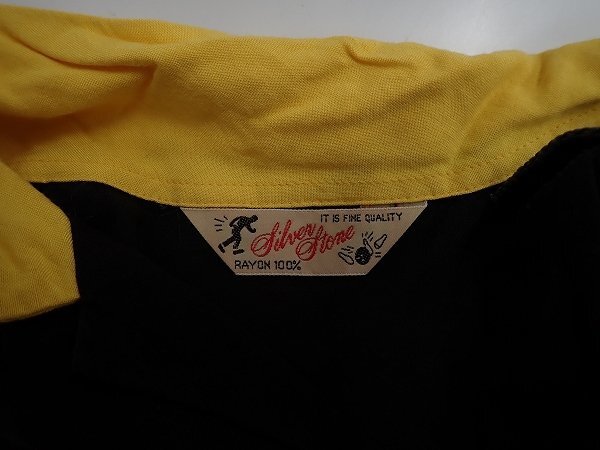 IT IS FINE QUALITY
Silver
Stone
RAYON 100%